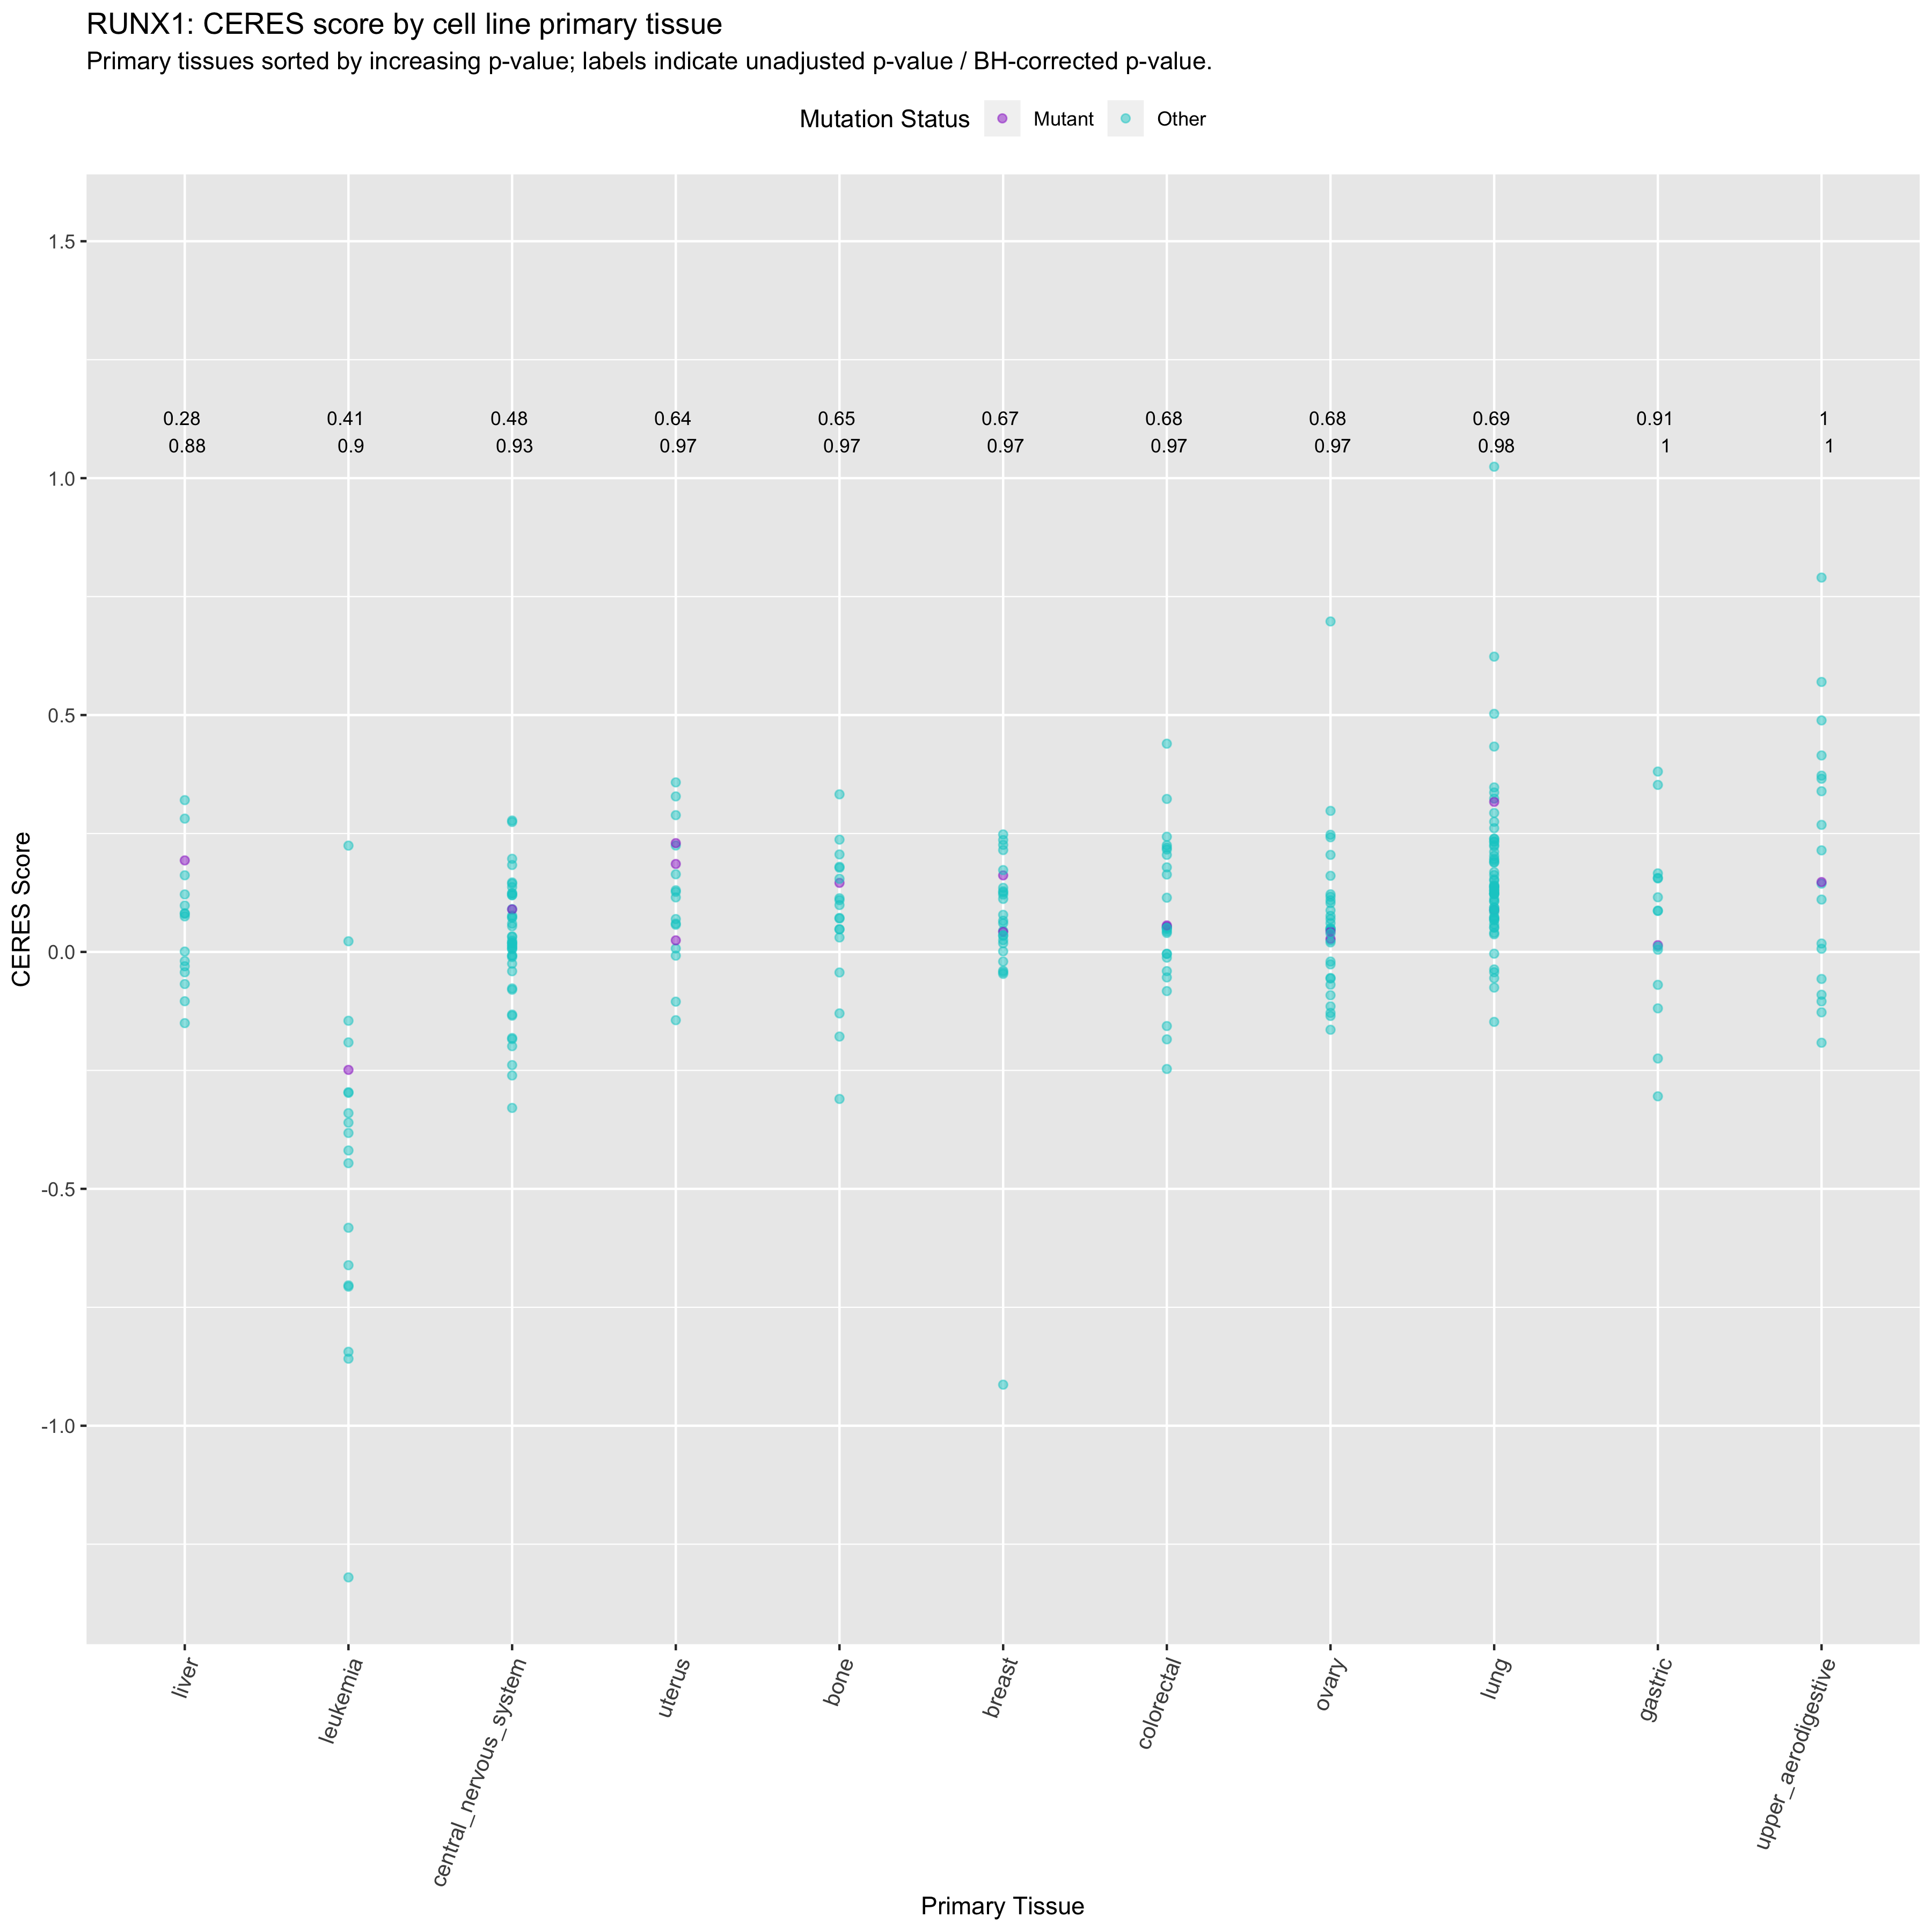 RUNX1: CERES score by cell line primary tissue
Primary tissues sorted by increasing p-value; labels indicate unadjusted p-value / BH-corrected p-value.
Mutation Status Mutant Other
1.5
0.28 0.41 0.48 0.64 0.65 0.67 0.68 0.68 0.69 0.91 1
0.88 0.9 0.93 0.97 0.97 0.97 0.97 0.97 0.98 1 1
1.0
0.5
0.0
-0.5
-1.0
CERES Score
liver
leukemia
central_nervous_system
uterus
bone
breast
colorectal
ovary
lung
gastric
upper_aerodigestive
Primary Tissue